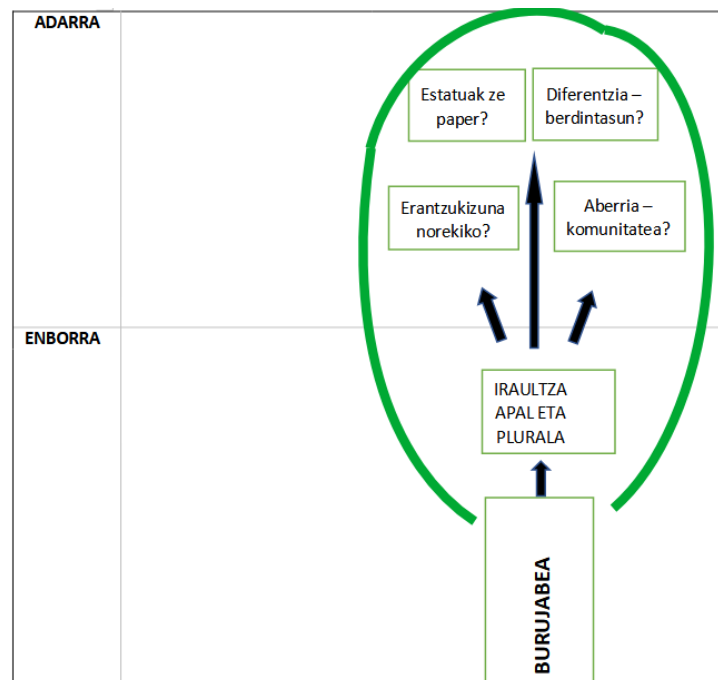 ADARRA
Estatuak ze
paper?
Diferentzia –
berdintasun?
Erantzukizuna
norekiko?
Aberria –
komunitatea?
ENBORRA
IRAULTZA
APAL ETA
PLURALA
BURUJABEA